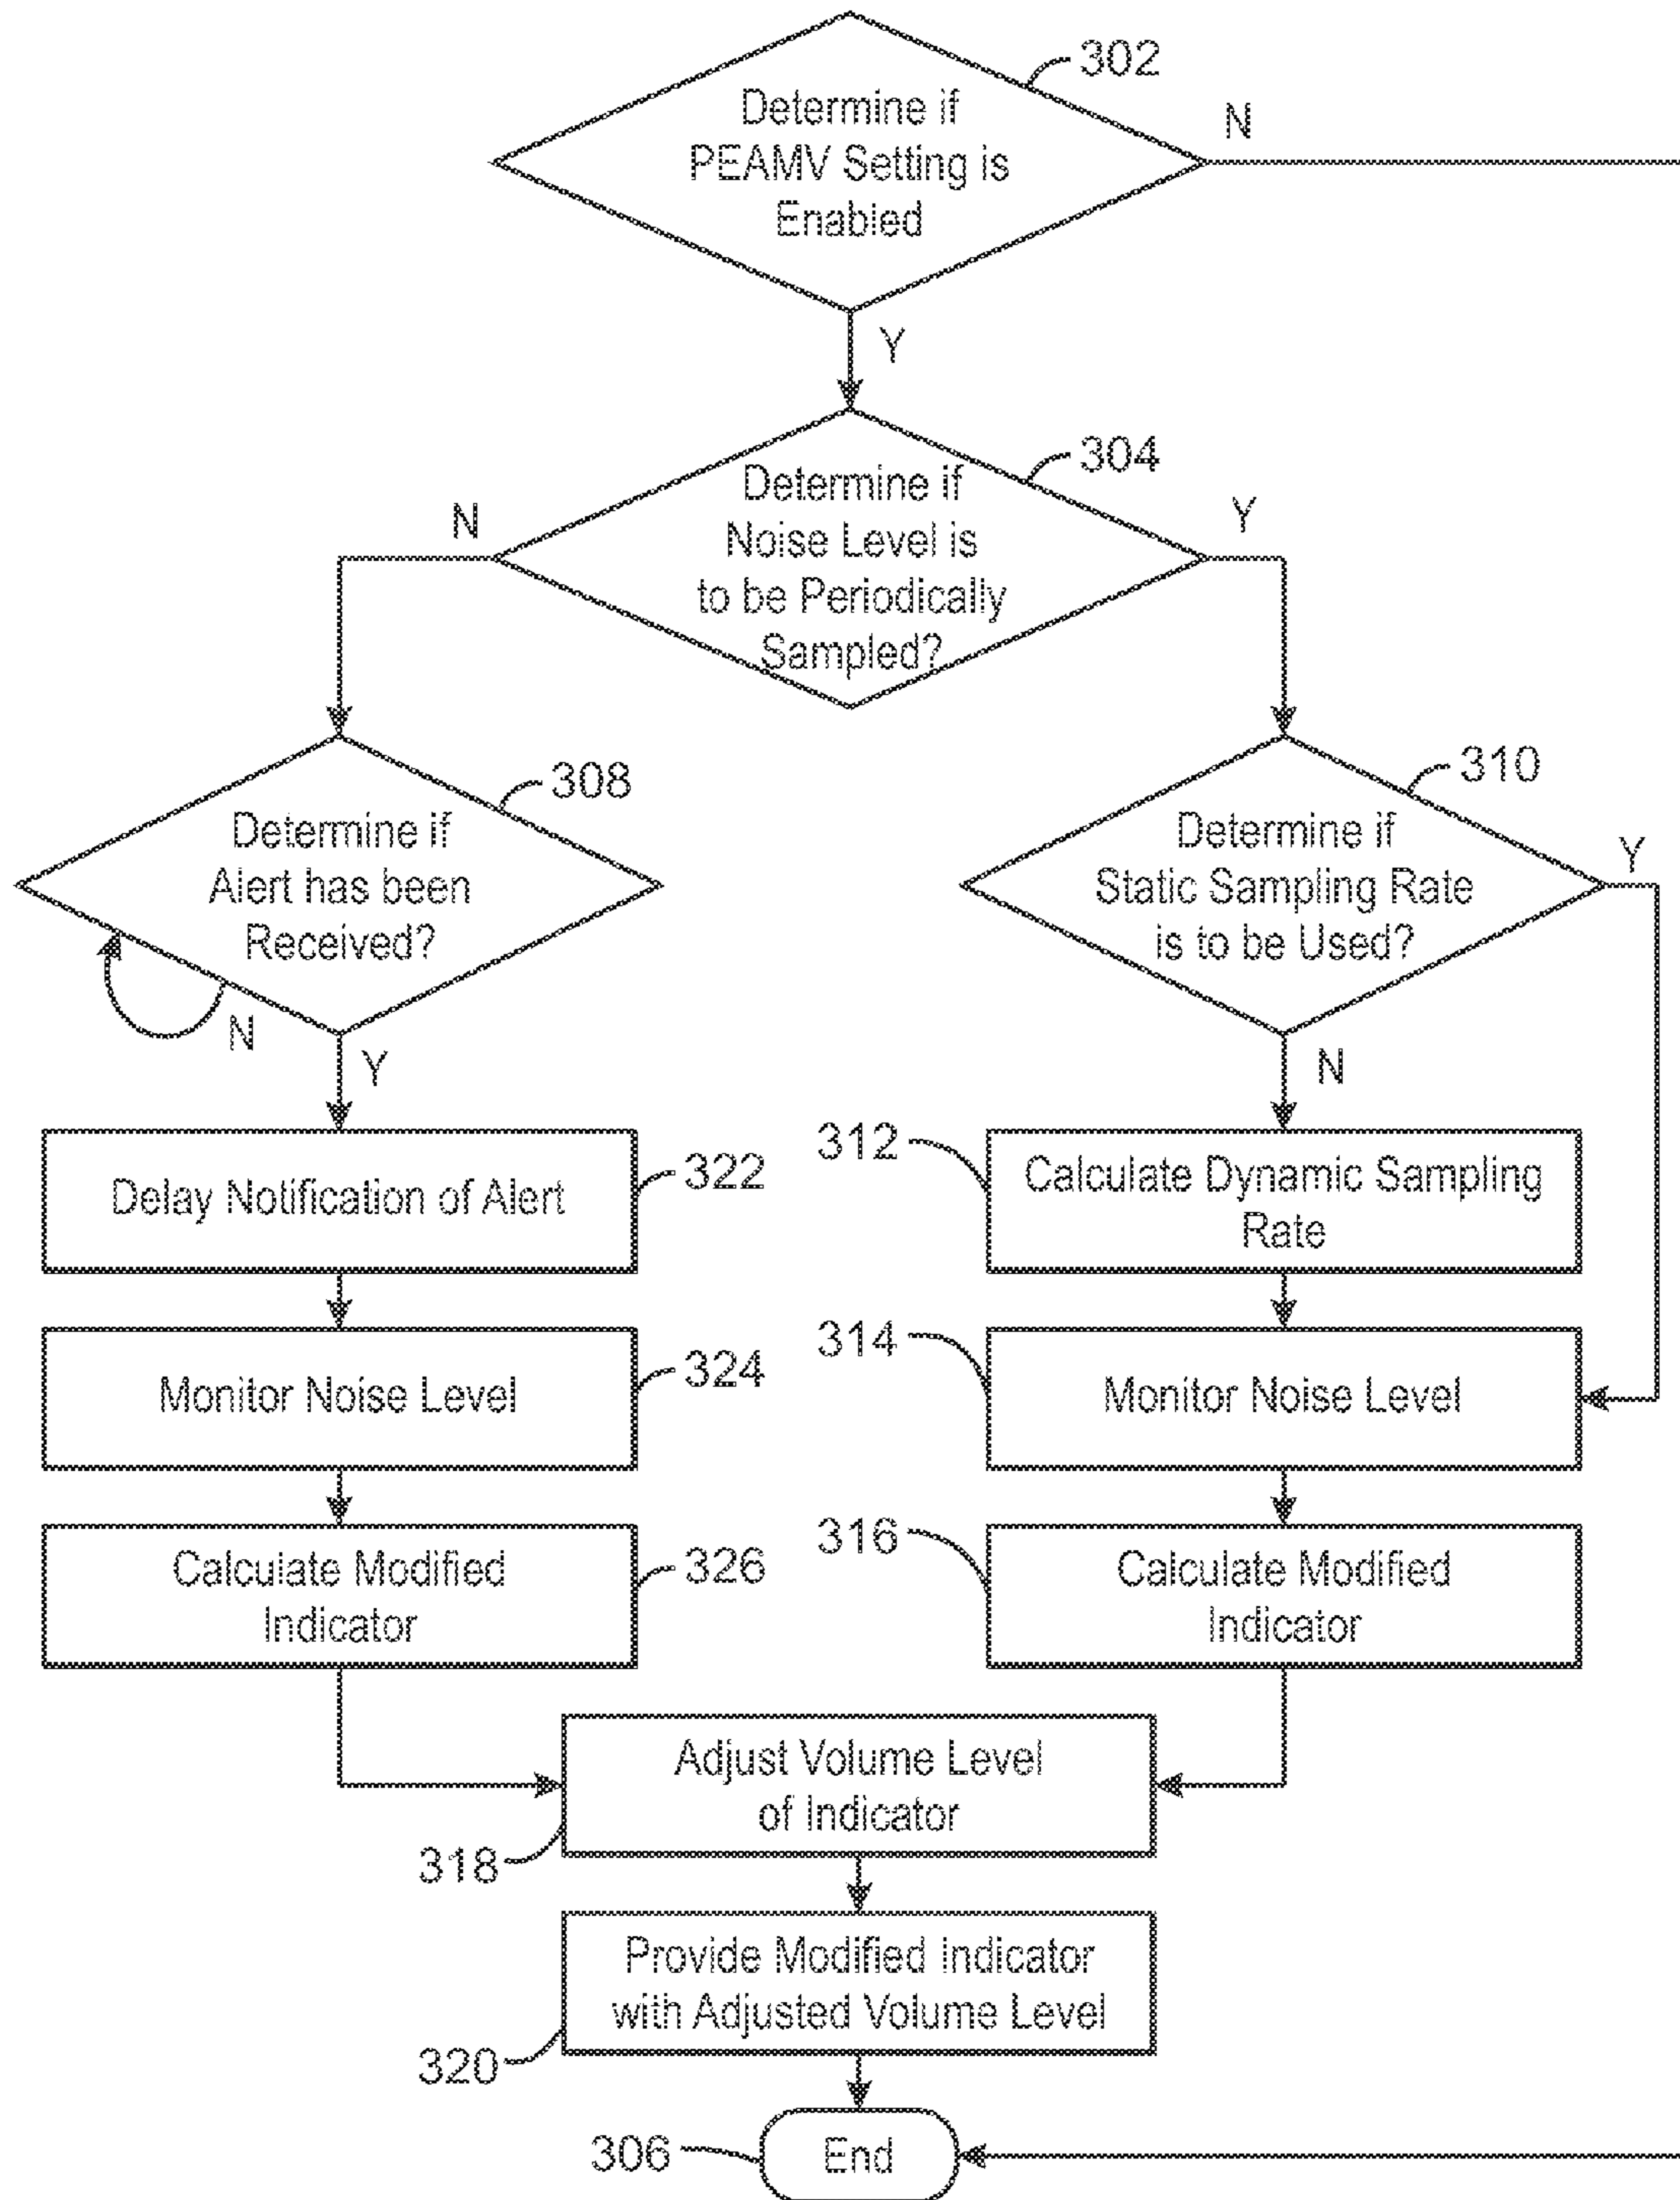 302
Determine if
PEAMV Setting is
Enabled
N
Y
304
Determine if
Noise Level is
to be Periodically
Sampled?
N
Y
308
Determine if
Alert has been
Received?
N
Y
310
Determine if
Static Sampling Rate
is to be Used?
Y
N
Delay Notification of Alert
322
312
Calculate Dynamic Sampling
Rate
Monitor Noise Level
324
314
Monitor Noise Level
Calculate Modified
Indicator
326
316
Calculate Modified
Indicator
Adjust Volume Level
of Indicator
318
Provide Modified Indicator
with Adjusted Volume Level
320
306
End